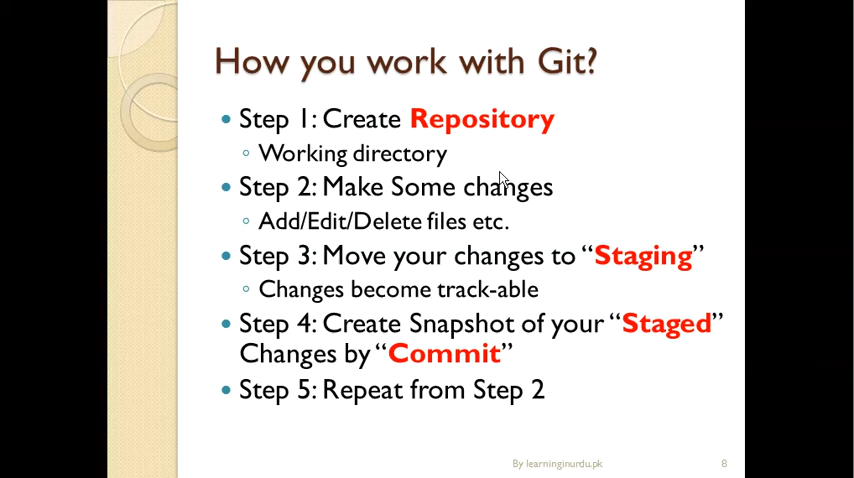 How you work with Git?
Step 1: Create Repository
Working directory
Step 2: Make Some changes
Add/Edit/Delete files etc.
Step 3: Move your changes to “Staging”
Changes become track-able
Step 4: Create Snapshot of your “Staged”
Changes by “Commit”
Step 5: Repeat from Step 2
By learninginurdu.pk
8